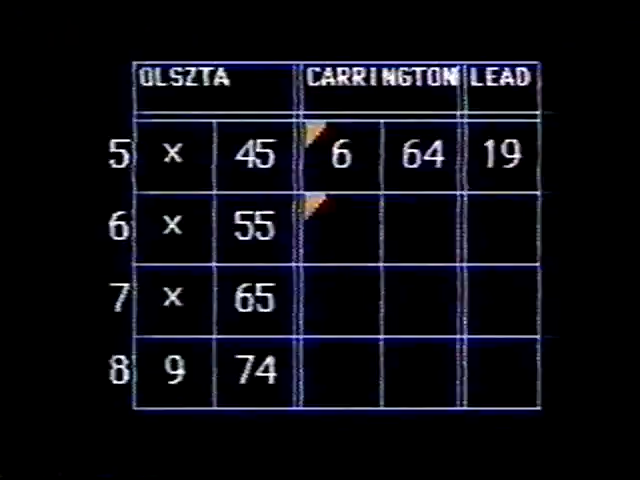 OLSZTA CARRINGTON LEAD
5 x 45 6 64 19
6 x 55
7 x 65
8 9 74